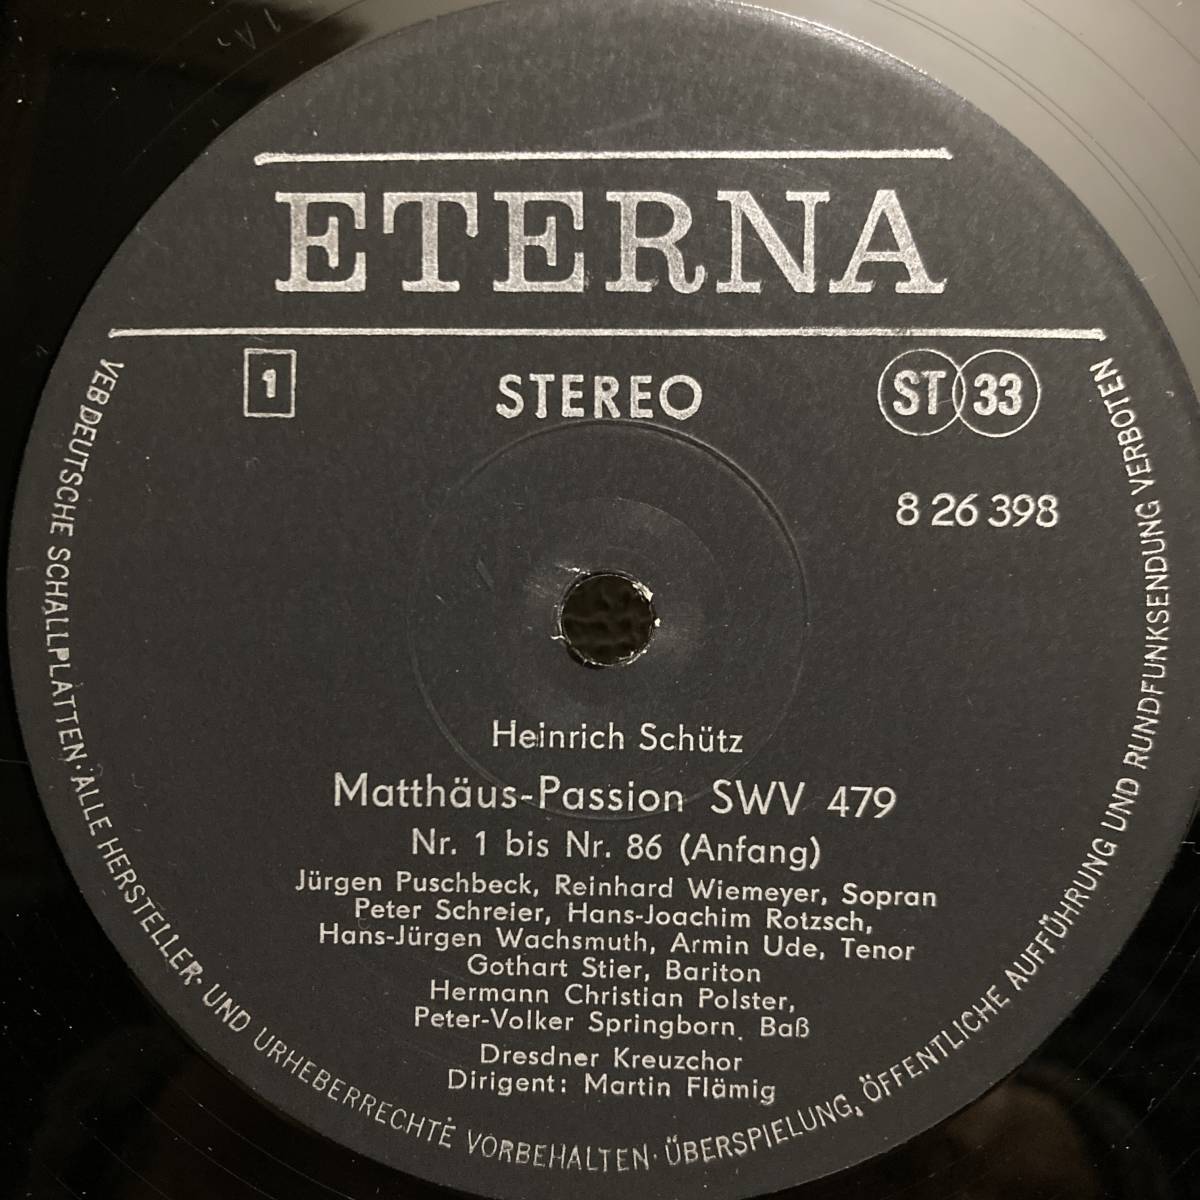 ETERNA
1
STEREO
ST 33
8 26 398
Heinrich Schütz
Matthäus-Passion SWV 479
Nr. 1 bis Nr. 86 (Anfang)
Jürgen Puschbeck, Reinhard Wiemeyer, Sopran
Peter Schreier, Hans-Joachim Rotzsch,
Hans-Jürgen Wachsmuth, Armin Ude, Tenor
Gothart Stier, Bariton
Hermann Christian Polster,
Peter-Volker Springborn, Baß
Dresdner Kreuzchor
Dirigent: Martin Flämig
VEB DEUTSCHE SCHALLPLATTEN · ALLE HERSTELLER- UND URHEBERRECHTE VORBEHALTEN · ÜBERSPIELUNG, ÖFFENTLICHE AUFFÜHRUNG UND RUNDFUNKSENDUNG VERBOTEN